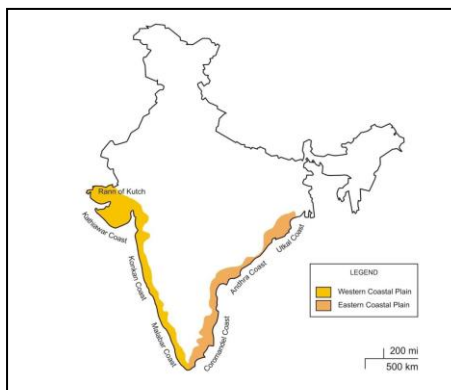 Rann of Kutch
Kathiawar Coast
Konkan Coast
Malabar Coast
Coromandel Coast
Andhra Coast
Utkal Coast
LEGEND
Western Coastal Plain
Eastern Coastal Plain
200 mi
500 km